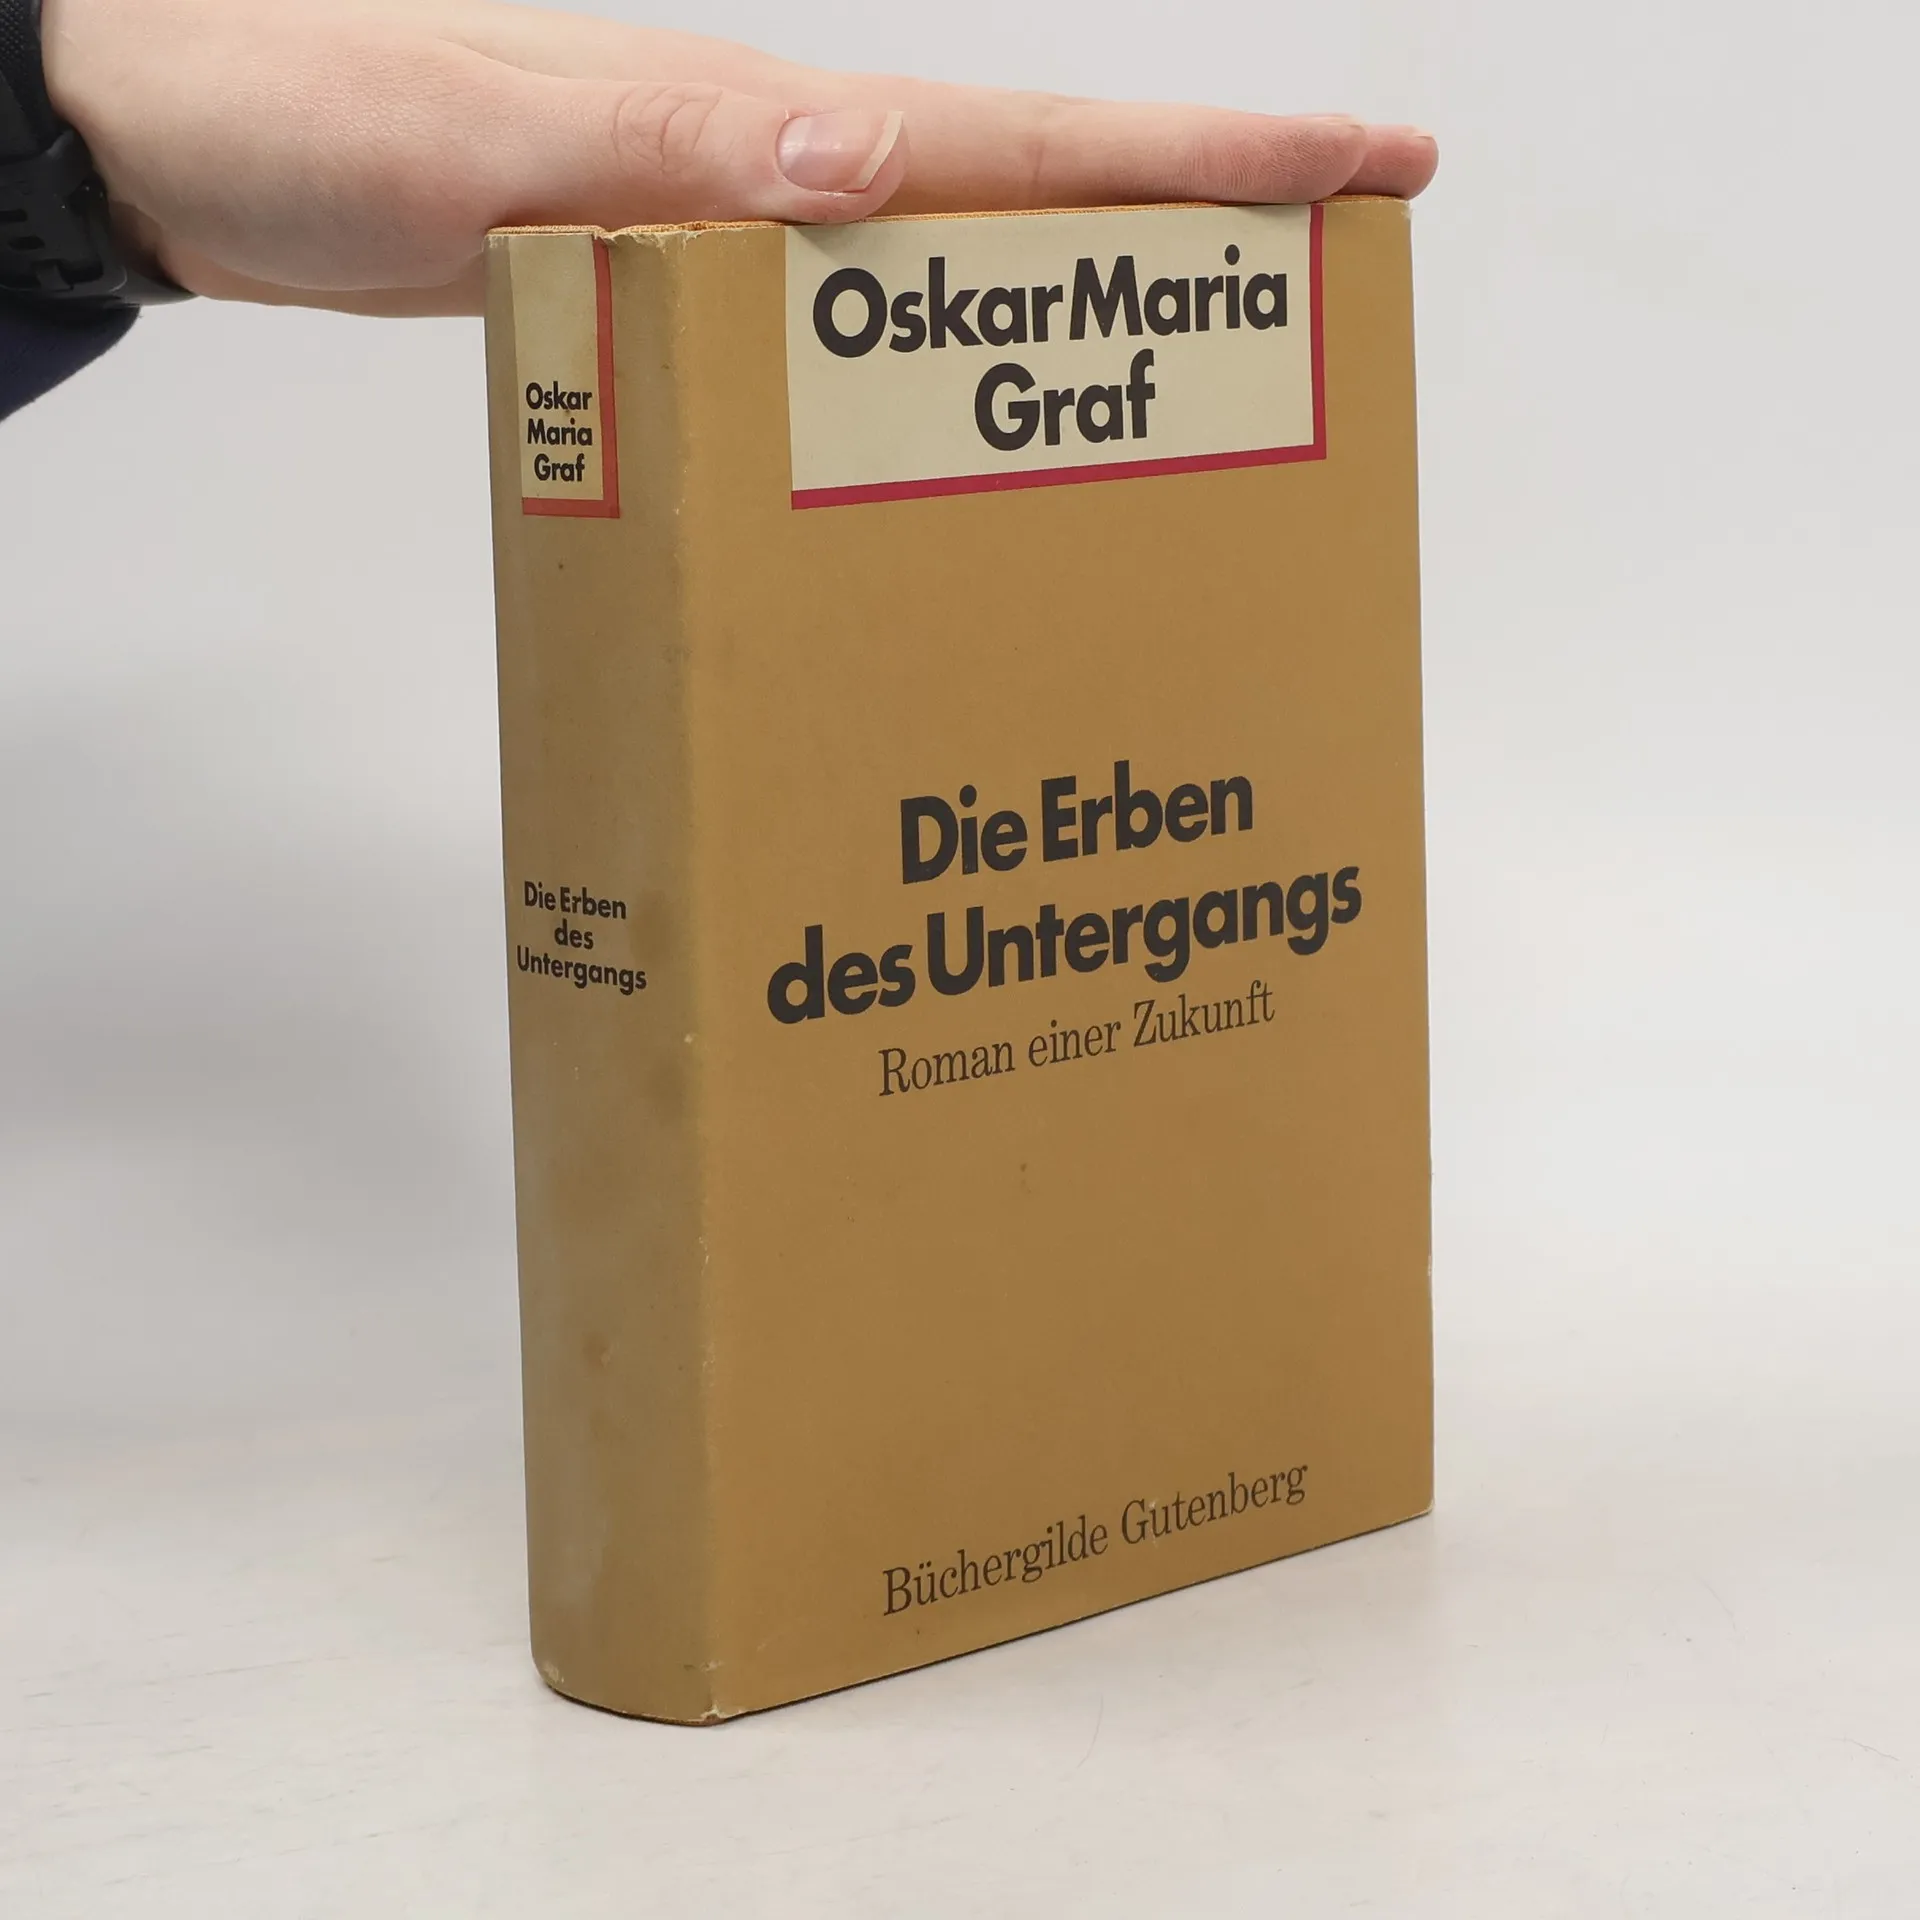 Oskar
Maria
Graf
Die Erben
des
Untergangs
Oskar Maria
Graf
Die Erben
des Untergangs
Roman einer Zukunft
Büchergilde Gutenberg